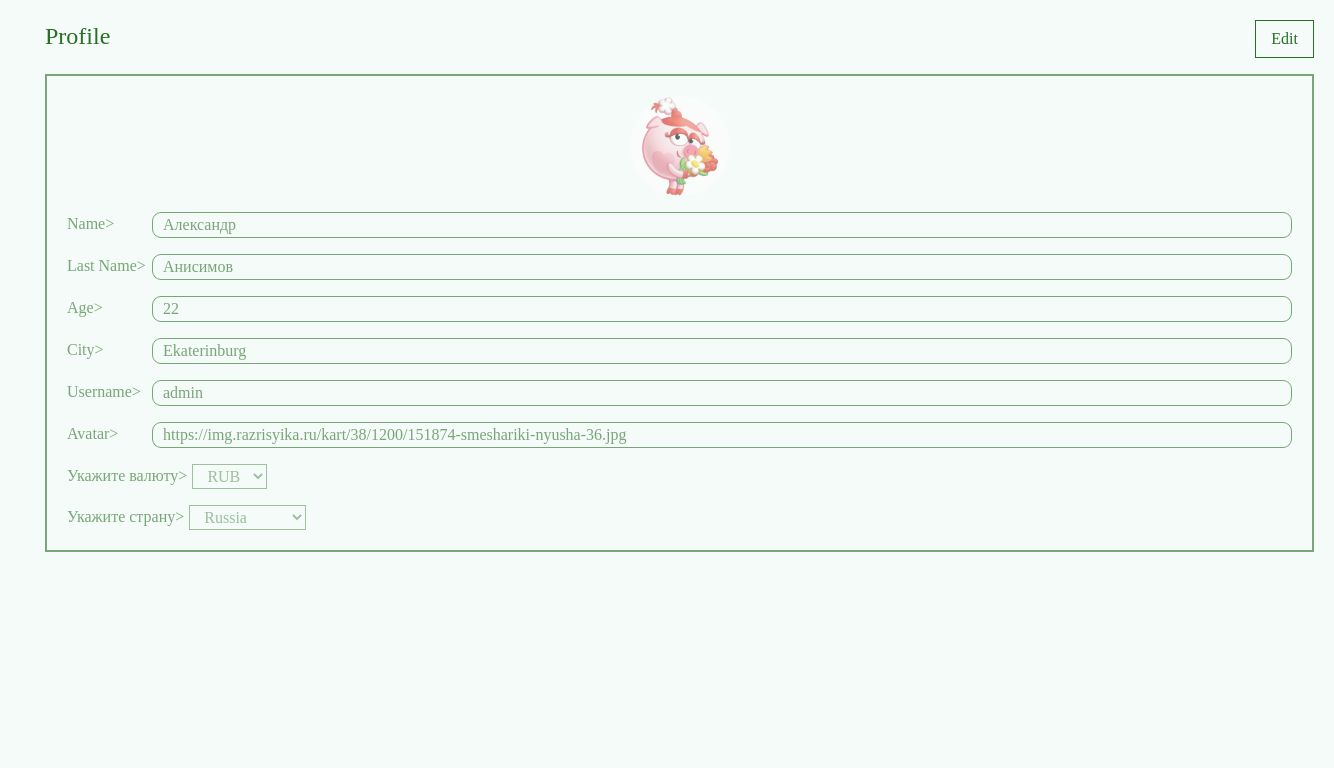 Profile
Edit
Name> Александр
Last Name> Анисимов
Age> 22
City> Ekaterinburg
Username> admin
Avatar> https://img.razrisyika.ru/kart/38/1200/151874-smeshariki-nyusha-36.jpg
Укажите валюту> RUB
Укажите страну> Russia